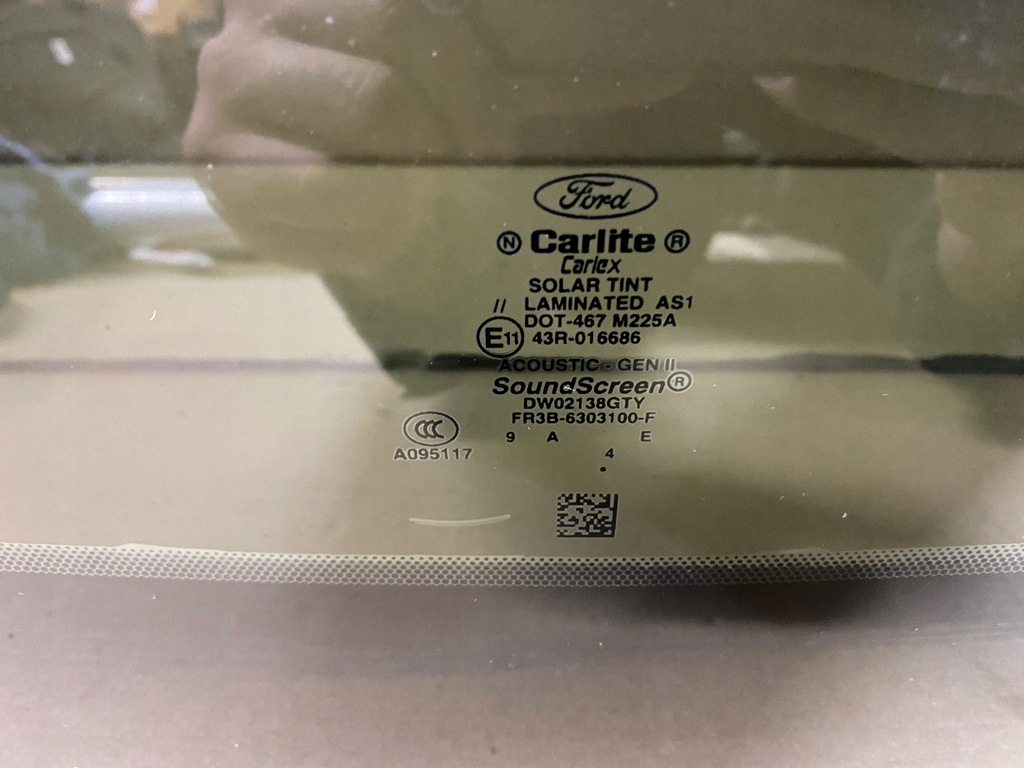 Ford
N Carlite ®
Carlex
SOLAR TINT
// LAMINATED AS1
DOT-467 M225A
E11 43R-016686
ACOUSTIC - GEN II
SoundScreen®
DW02138GTY
FR3B-6303100-F
CCC
9 A E
A095117
4